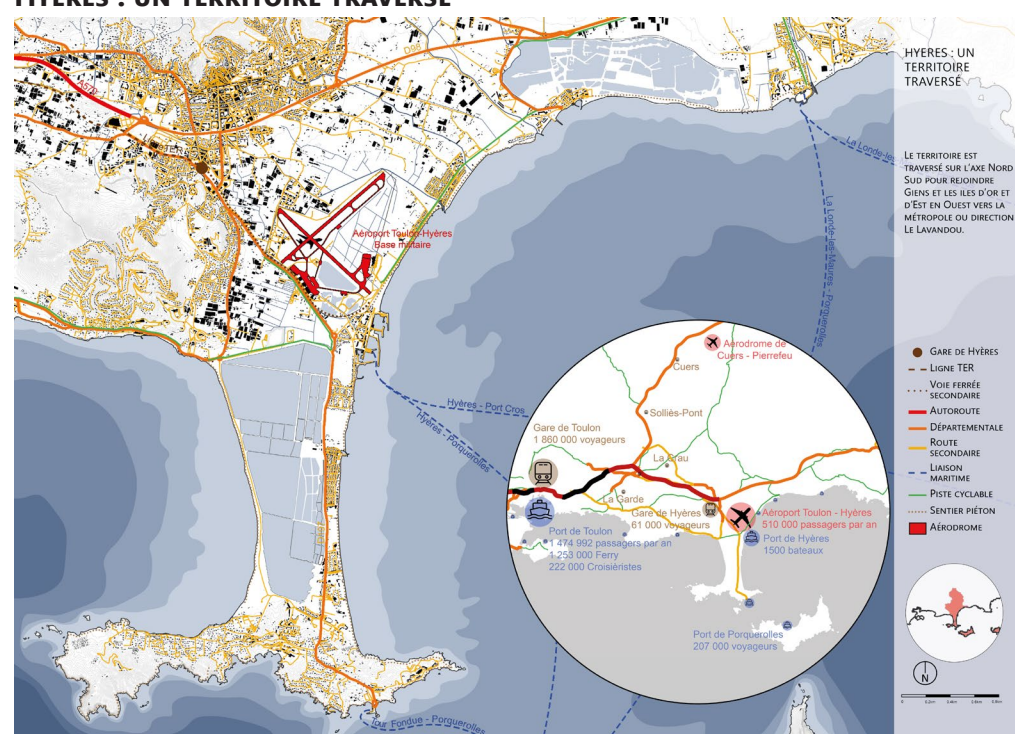 HYÈRES : UN TERRITOIRE TRAVERSÉ
HYERES : UN
TERRITOIRE
TRAVERSÉ
LE TERRITOIRE EST
TRAVERSÉ SUR L'AXE NORD
SUD POUR REJOINDRE
GIENS ET LES ILES D'OR ET
D'EST EN OUEST VERS LA
MÉTROPOLE OU DIRECTION
LE LAVANDOU.
D98
A570
Aéroport Toulon-Hyères
Base militaire
La Londe-les
La Londe-les-Maures - Porquerolles
Hyères - Port Cros
Hyères - Porquerolles
Tour Fondue - Porquerolles
Aérodrome de
Cuers - Pierrefeu
Cuers
Solliès-Pont
Gare de Toulon
1 860 000 voyageurs
La Crau
La Garde
Gare de Hyères
61 000 voyageurs
Aéroport Toulon - Hyères
510 000 passagers par an
Port de Toulon
1 474 992 passagers par an
1 253 000 Ferry
222 000 Croisiéristes
Port de Hyères
1500 bateaux
Port de Porquerolles
207 000 voyageurs
GARE DE HYÈRES
LIGNE TER
VOIE FERRÉE
SECONDAIRE
AUTOROUTE
DÉPARTEMENTALE
ROUTE
SECONDAIRE
LIAISON
MARITIME
PISTE CYCLABLE
SENTIER PIÉTON
AÉRODROME
N